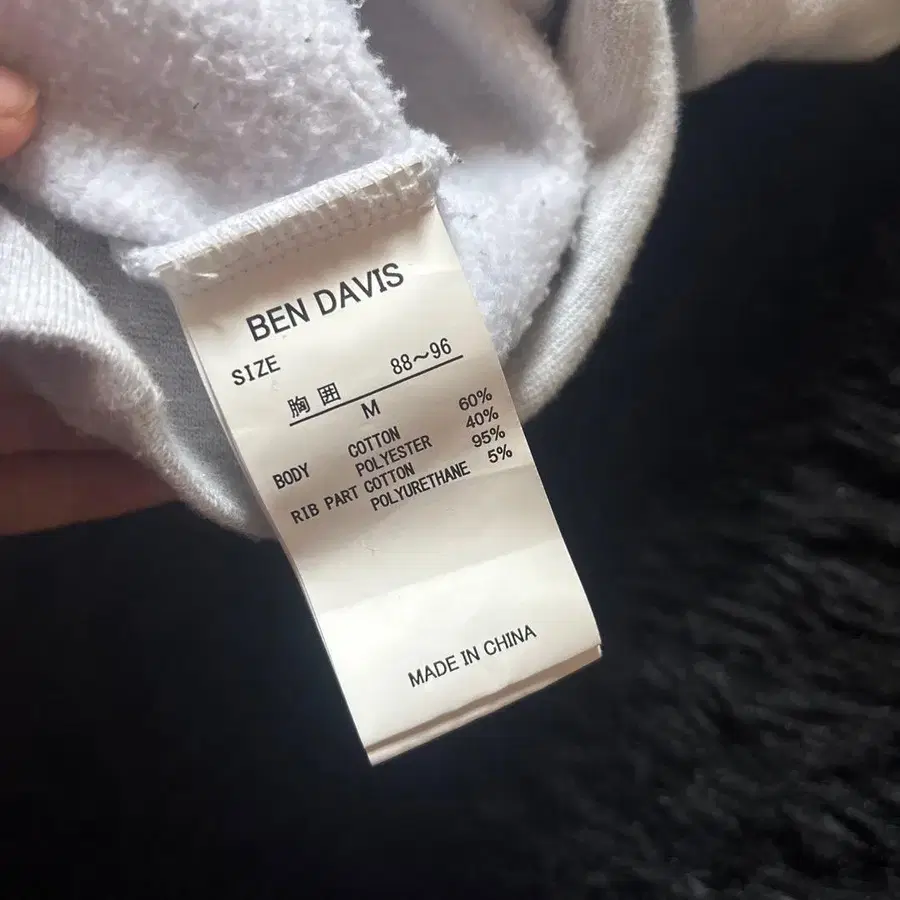 BEN DAVIS
SIZE
胸囲 88~96
M
BODY COTTON 60%
POLYESTER 40%
RIB PART COTTON 95%
POLYURETHANE 5%
MADE IN CHINA